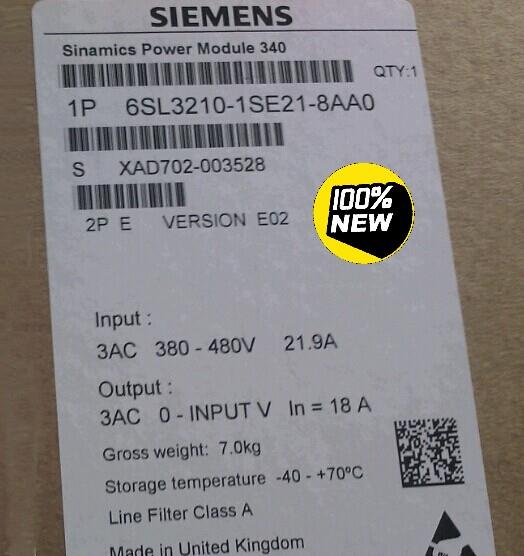 SIEMENS
Sinamics Power Module 340
QTY:1
1P 6SL3210-1SE21-8AA0
S XAD702-003528
100%
NEW
2P E VERSION E02
Input :
3AC 380 - 480V 21.9A
Output :
3AC 0 - INPUT V In = 18 A
Gross weight: 7.0kg
Storage temperature -40 - +70ºC
Line Filter Class A
Made in United Kingdom